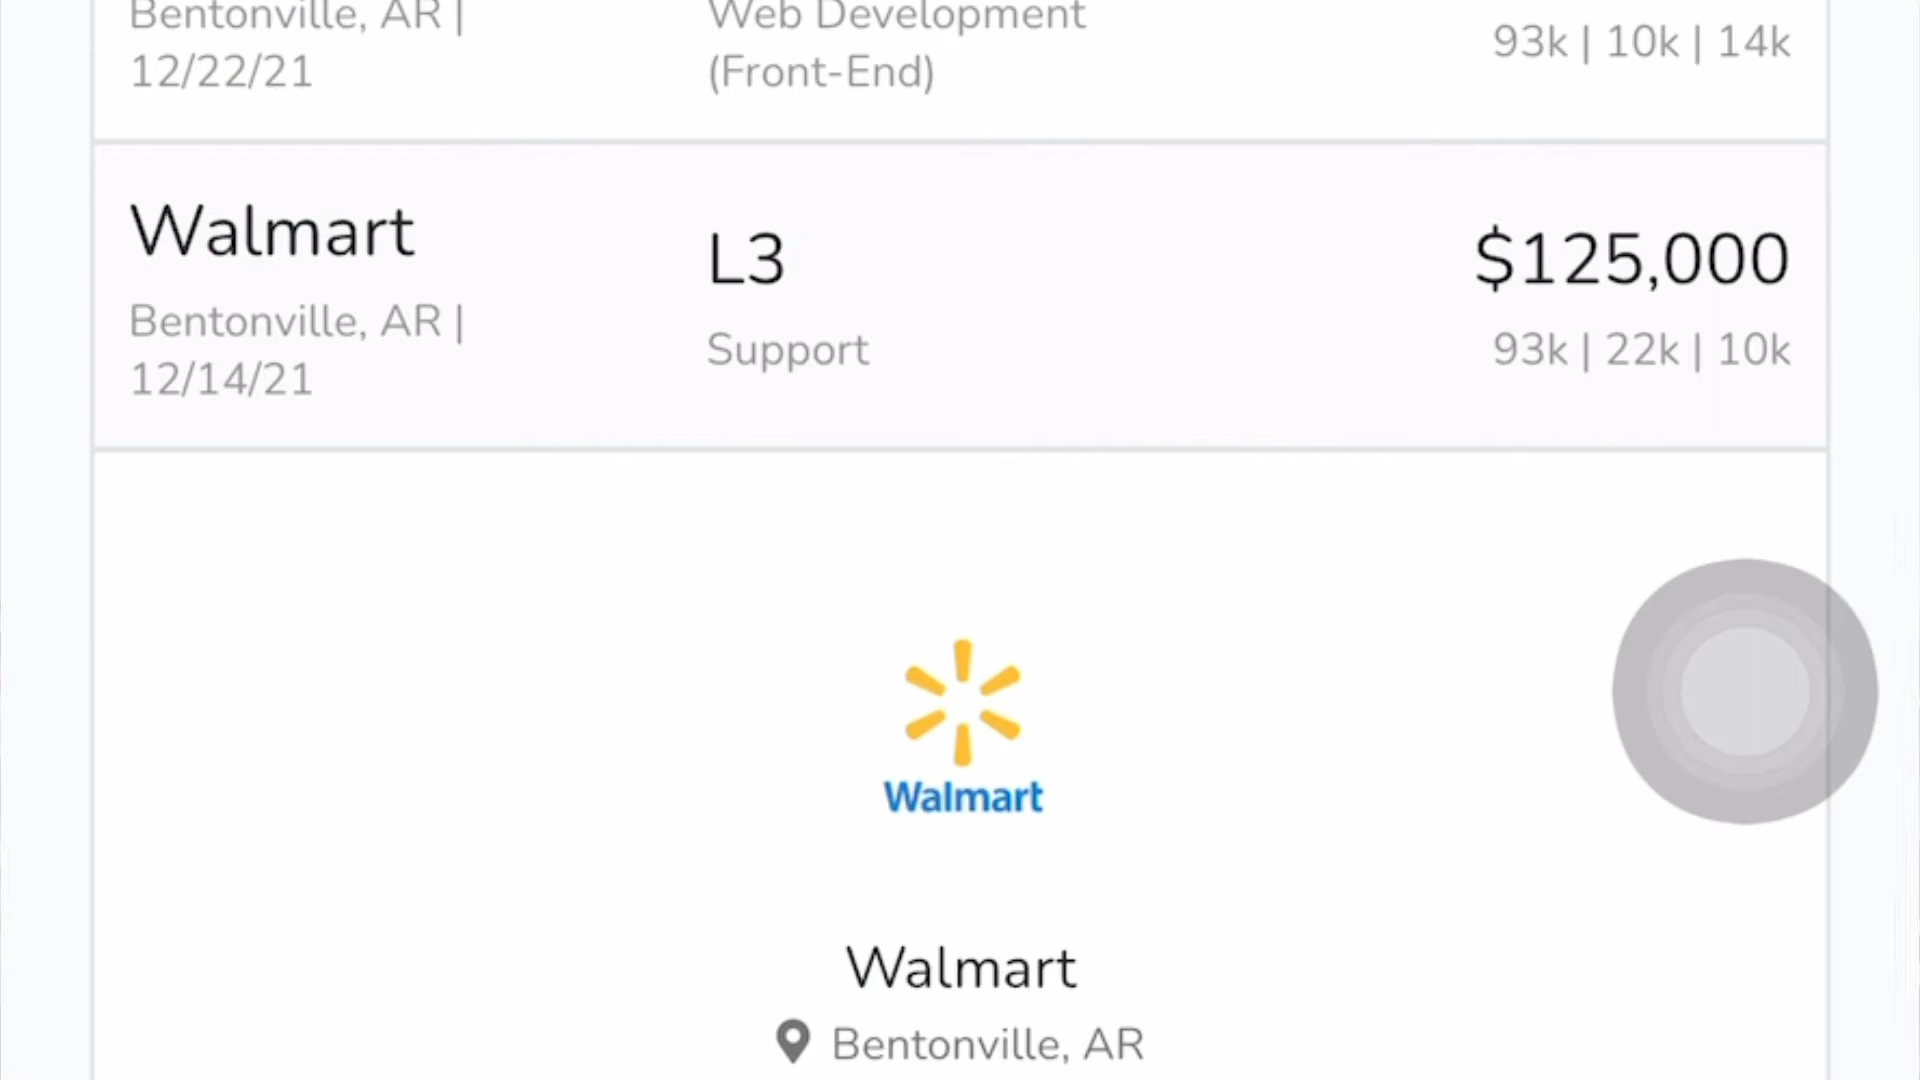 Bentonville, AR |
12/22/21
Web Development
(Front-End)
93k | 10k | 14k
Walmart
Bentonville, AR |
12/14/21
L3
Support
$125,000
93k | 22k | 10k
Walmart
Walmart
Bentonville, AR